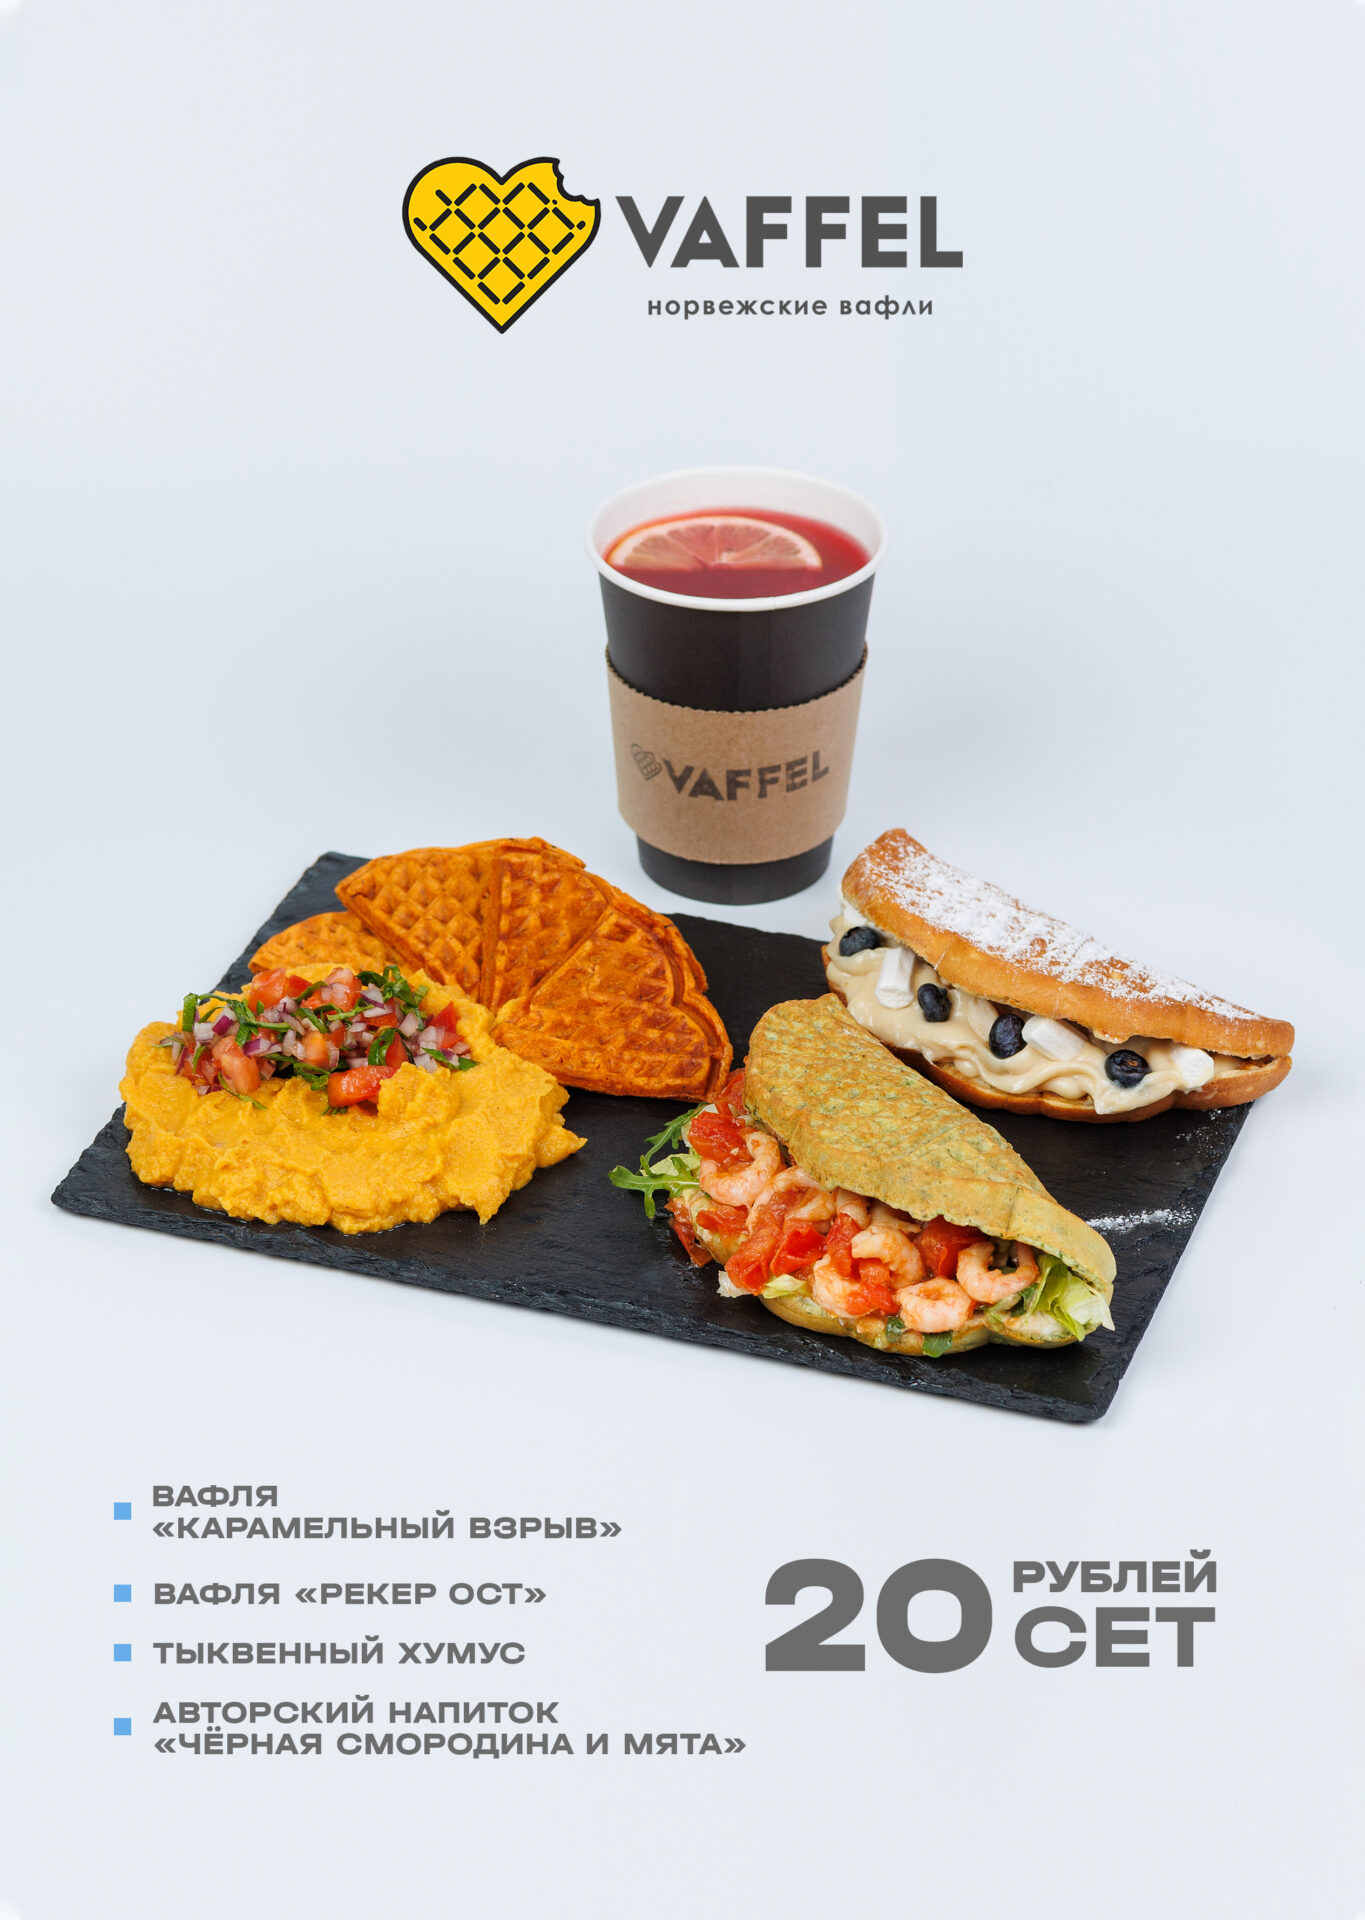 VAFFEL
норвежские вафли
VAFFEL
ВАФЛЯ
«КАРАМЕЛЬНЫЙ ВЗРЫВ»
ВАФЛЯ «РЕКЕР ОСТ»
ТЫКВЕННЫЙ ХУМУС
АВТОРСКИЙ НАПИТОК
«ЧЁРНАЯ СМОРОДИНА И МЯТА»
20 РУБЛЕЙ
СЕТ